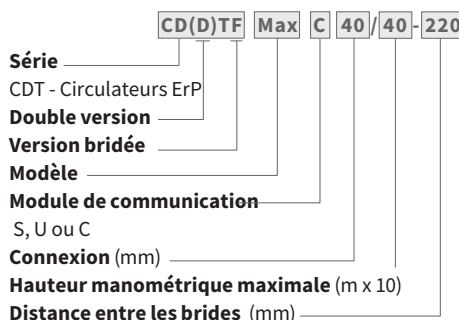 CD(D)TF Max C 40/40-220
Série
CDT - Circulateurs ErP
Double version
Version bridée
Modèle
Module de communication
S, U ou C
Connexion (mm)
Hauteur manométrique maximale (m x 10)
Distance entre les brides (mm)